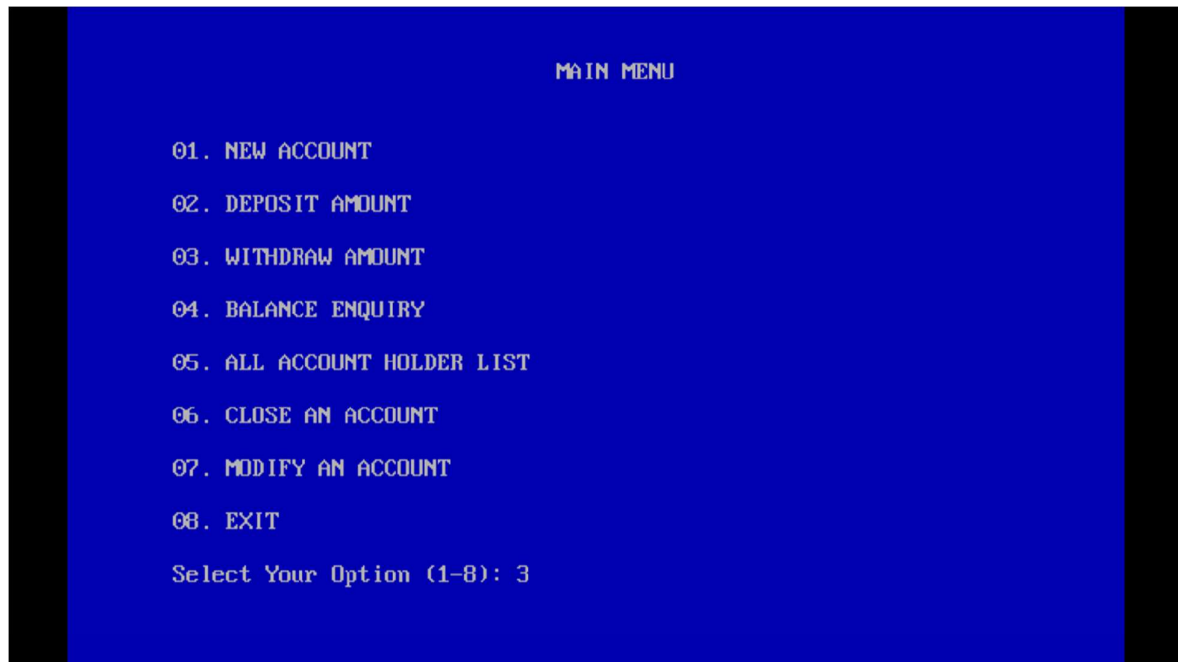 MAIN MENU
01. NEW ACCOUNT
02. DEPOSIT AMOUNT
03. WITHDRAW AMOUNT
04. BALANCE ENQUIRY
05. ALL ACCOUNT HOLDER LIST
06. CLOSE AN ACCOUNT
07. MODIFY AN ACCOUNT
08. EXIT
Select Your Option (1-8): 3